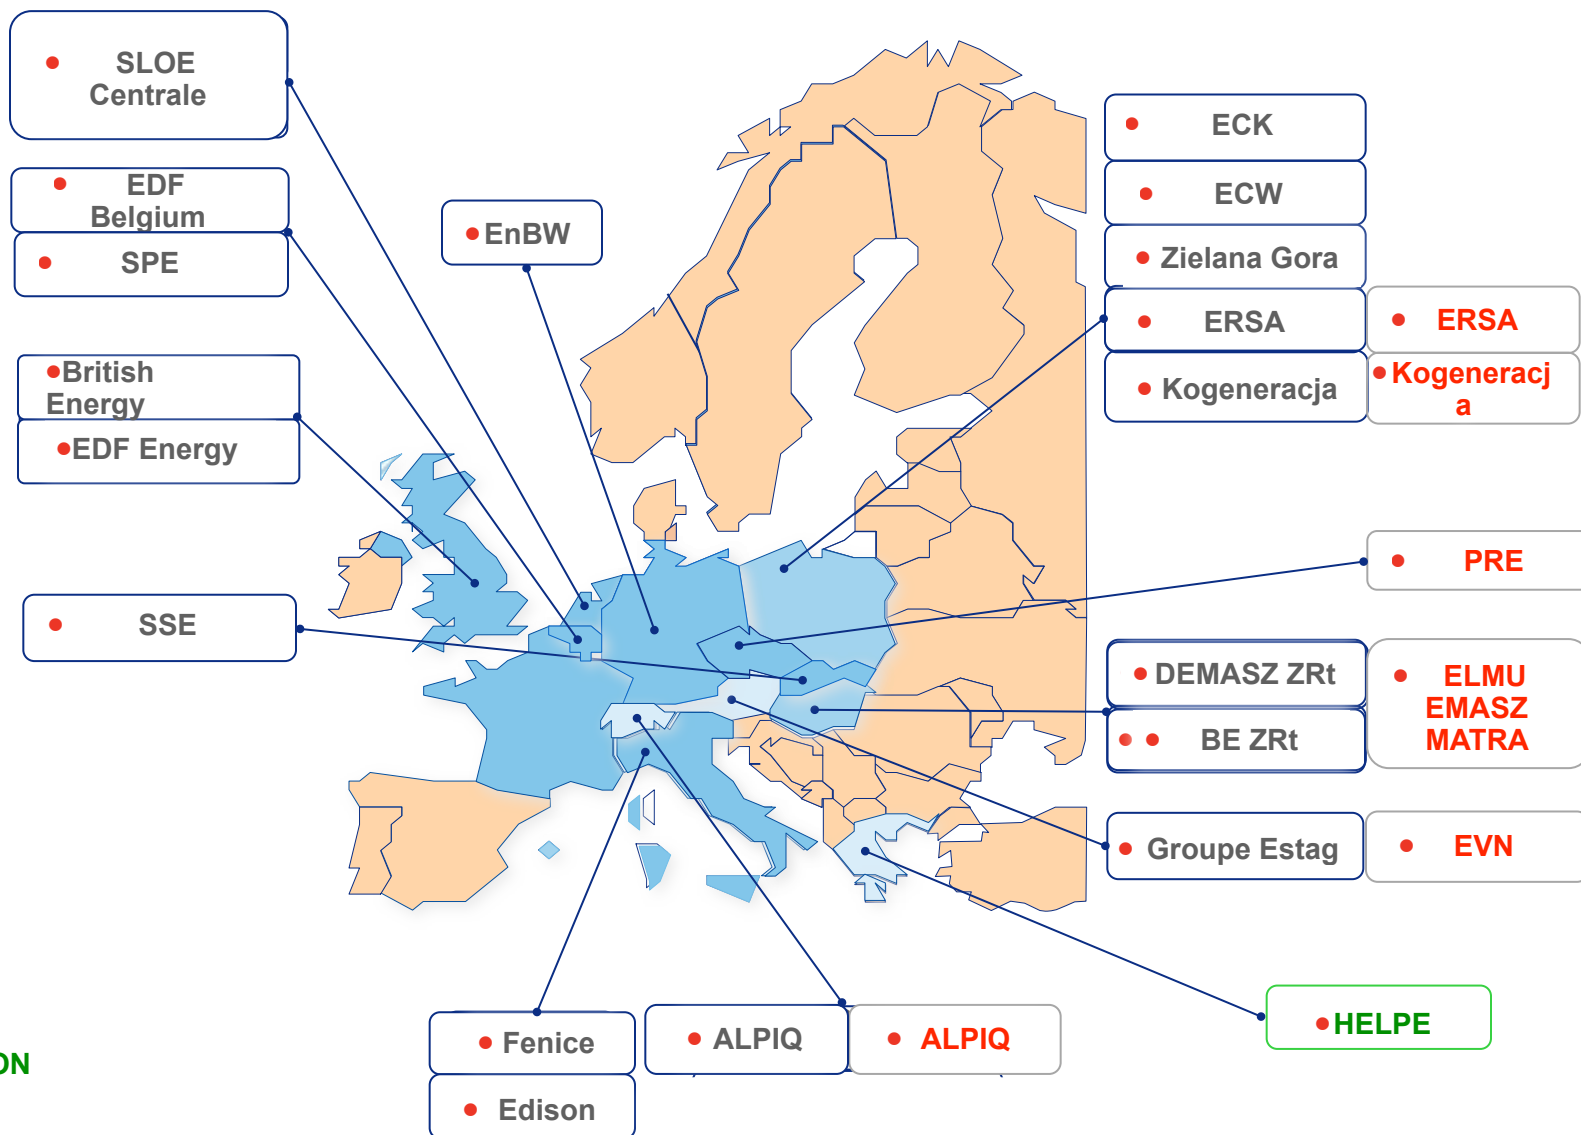 SLOE
Centrale
EDF
Belgium
SPE
EnBW
British
Energy
EDF Energy
SSE
ECK
ECW
Zielana Gora
ERSA
ERSA
Kogeneracja
Kogeneracj
a
PRE
DEMASZ ZRt
BE ZRt
ELMU
EMASZ
MATRA
Groupe Estag
EVN
HELPE
Fenice
Edison
ALPIQ
ALPIQ
ON